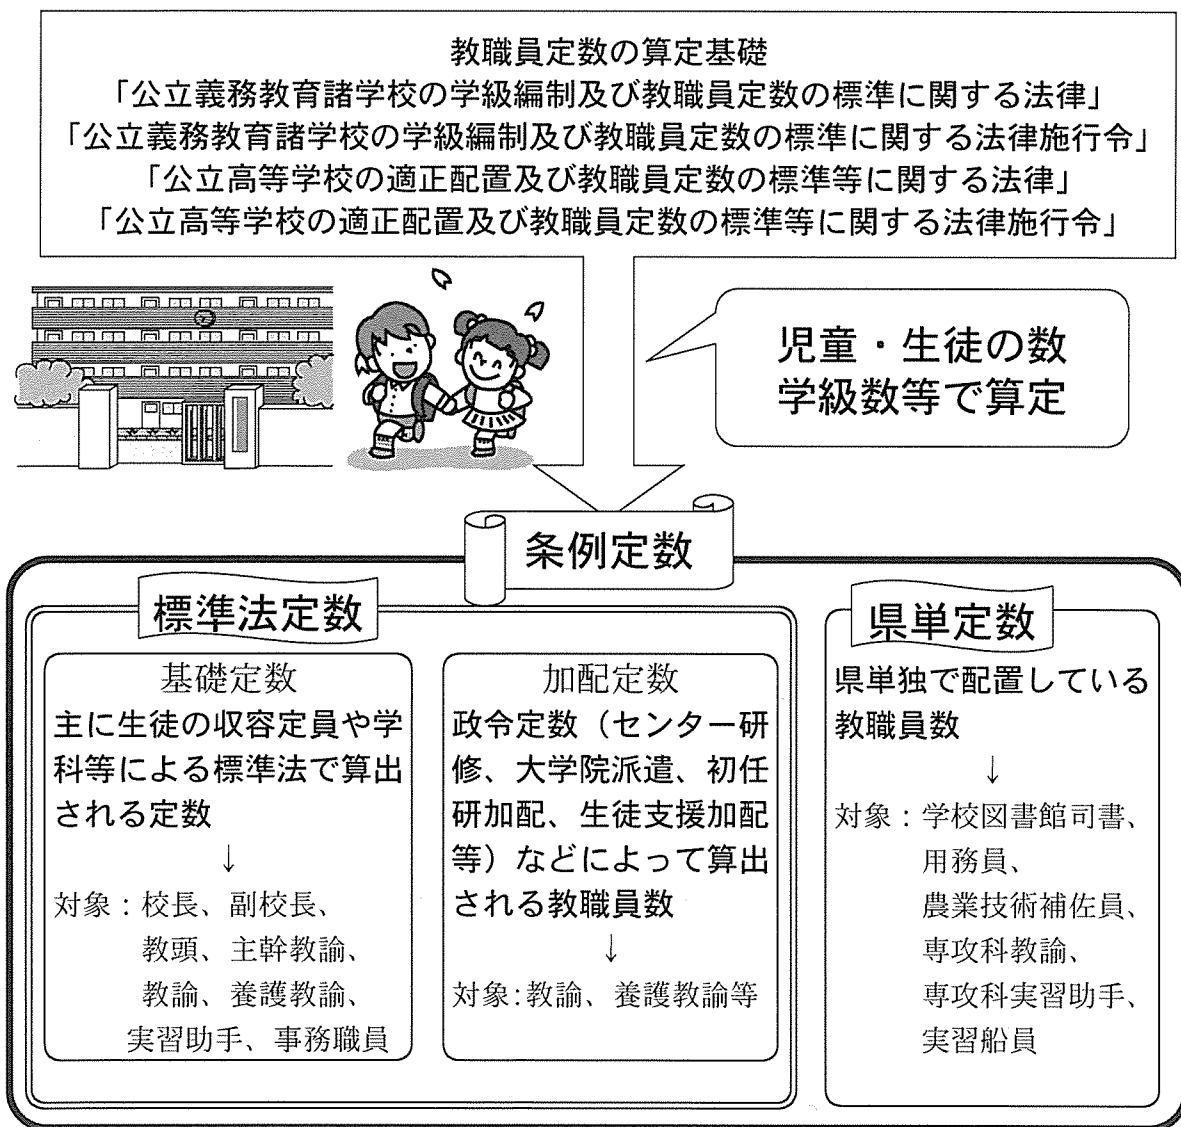 教職員定数の算定基礎
「公立義務教育諸学校の学級編制及び教職員定数の標準に関する法律」
「公立義務教育諸学校の学級編制及び教職員定数の標準に関する法律施行令」
「公立高等学校の適正配置及び教職員定数の標準等に関する法律」
「公立高等学校の適正配置及び教職員定数の標準等に関する法律施行令」
児童・生徒の数
学級数等で算定
条例定数
標準法定数
基礎定数
主に生徒の収容定員や学
科等による標準法で算出
される定数
↓
対象：校長、副校長、
教頭、主幹教諭、
教諭、養護教諭、
実習助手、事務職員
加配定数
政令定数（センター研
修、大学院派遣、初任
研加配、生徒支援加配
等）などによって算出
される教職員数
↓
対象:教諭、養護教諭等
県単定数
県単独で配置している
教職員数
↓
対象：学校図書館司書、
用務員、
農業技術補佐員、
専攻科教諭、
専攻科実習助手、
実習船員